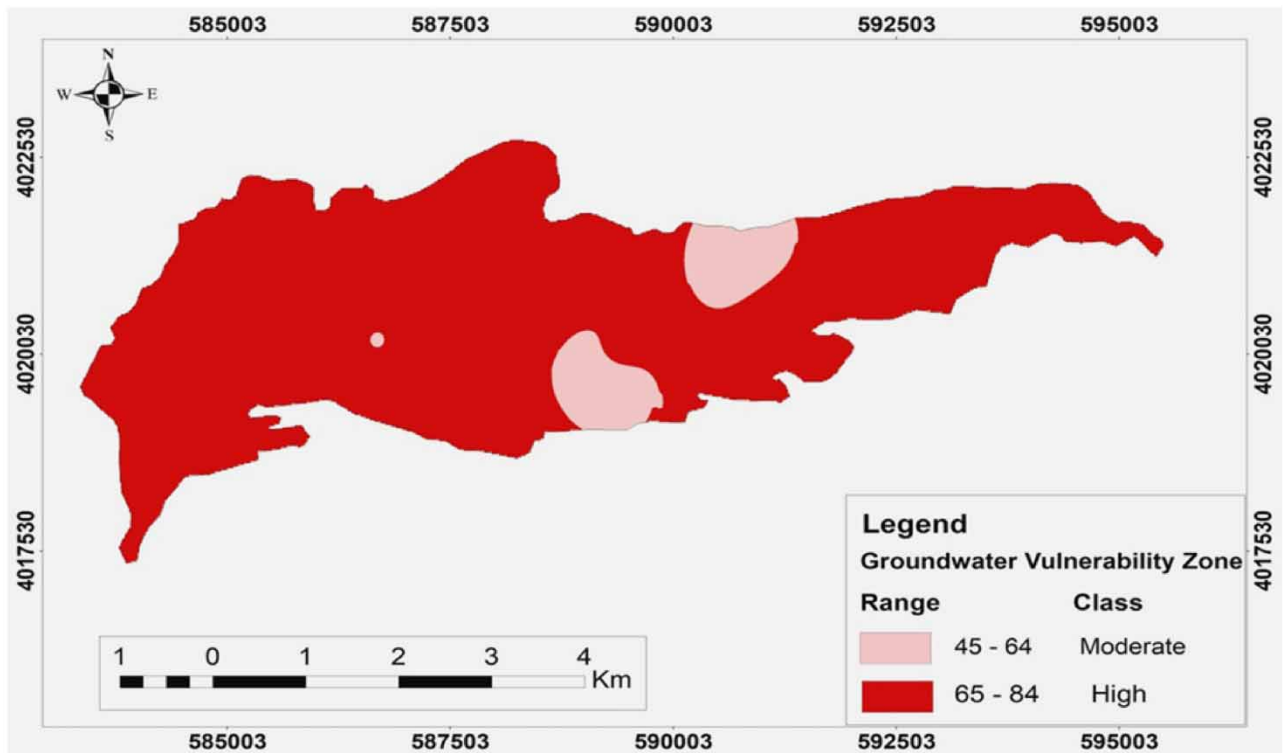 585003 587503 590003 592503 595003
N
W E
S
4022530 4022530
4020030 4020030
4017530 4017530
Legend
Groundwater Vulnerability Zone
Range Class
45 - 64 Moderate
65 - 84 High
1 0 1 2 3 4
Km
585003 587503 590003 592503 595003